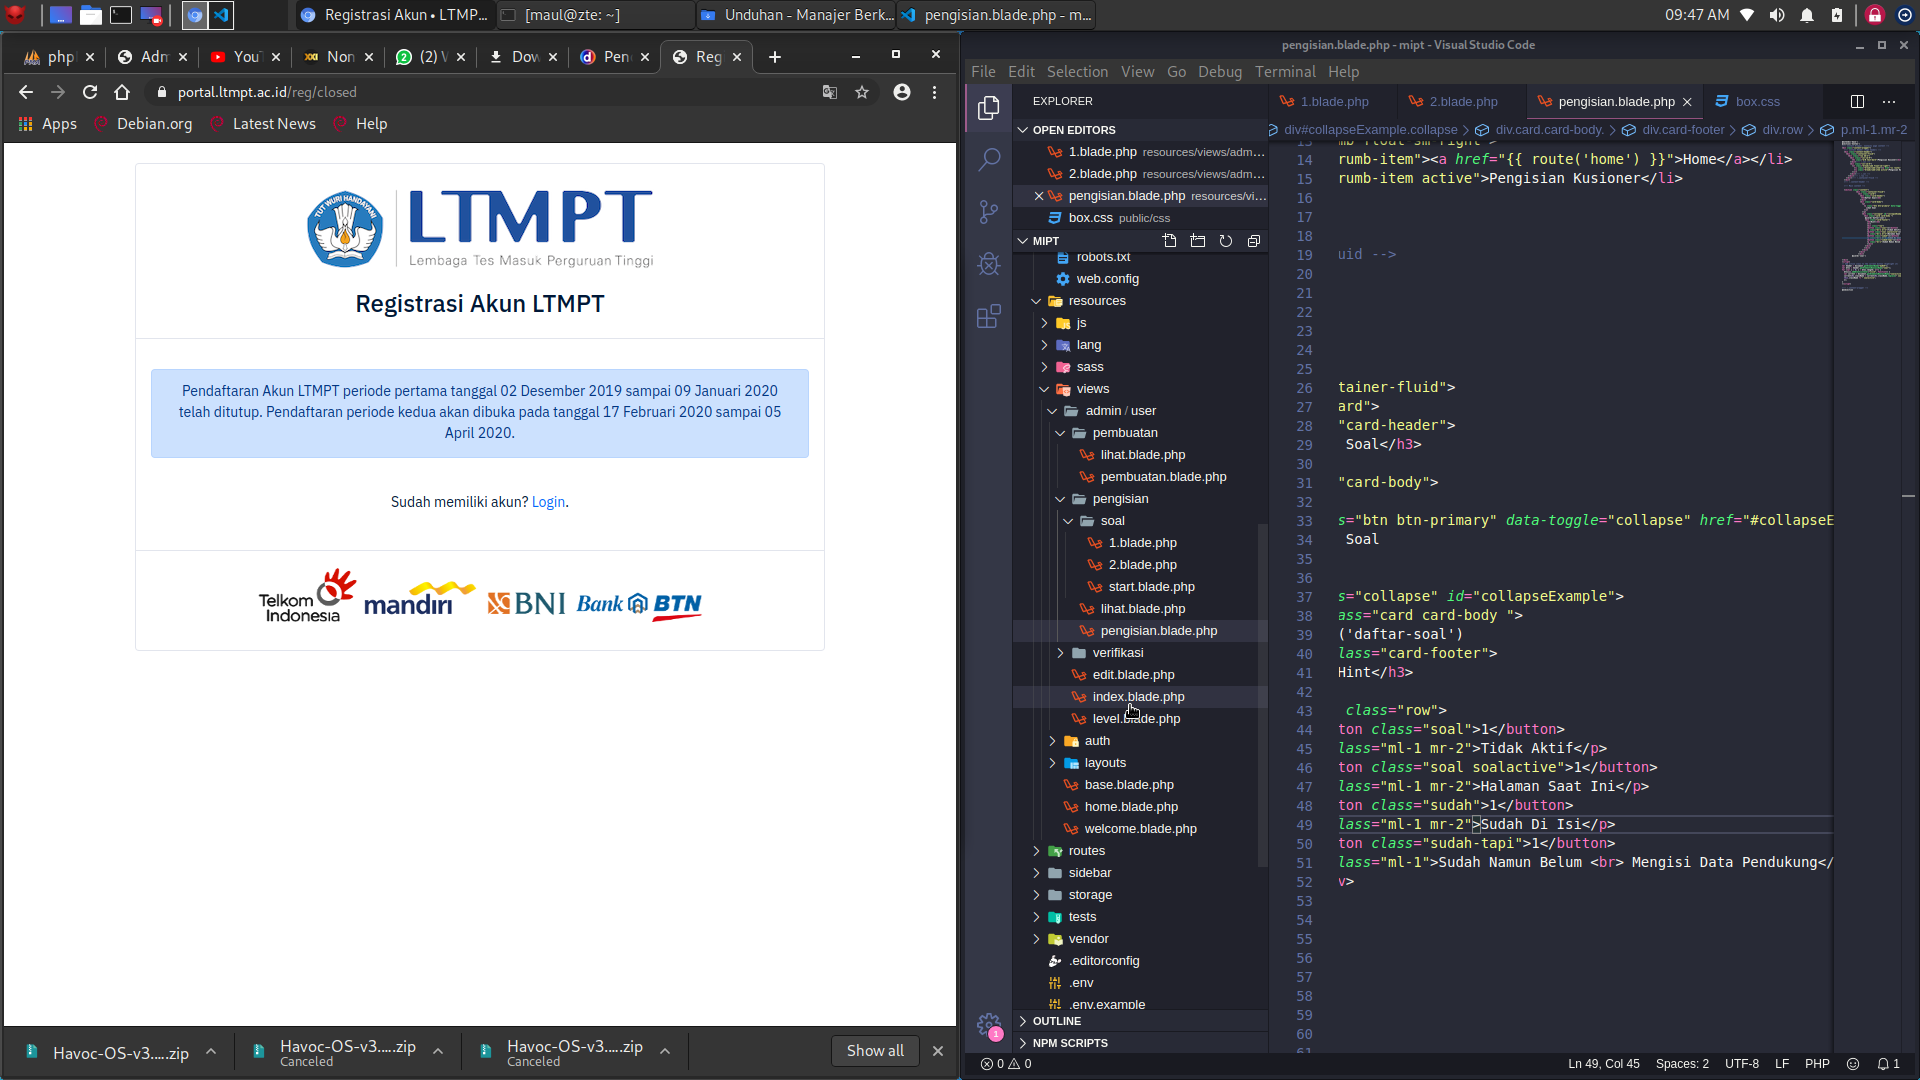 Registrasi Akun • LTMP...
[maul@zte: ~]
Unduhan - Manajer Berk...
pengisian.blade.php - m...
09:47 AM
php
Adm
YouT
Non
(2) W
Dow
Pen
Reg
portal.ltmpt.ac.id/reg/closed
Apps
Debian.org
Latest News
Help
TUT WURI HANDAYANI
LTMPT
Lembaga Tes Masuk Perguruan Tinggi
Registrasi Akun LTMPT
Pendaftaran Akun LTMPT periode pertama tanggal 02 Desember 2019 sampai 09 Januari 2020
telah ditutup. Pendaftaran periode kedua akan dibuka pada tanggal 17 Februari 2020 sampai 05
April 2020.
Sudah memiliki akun? Login.
Telkom
Indonesia
mandiri
BNI
Bank BTN
Havoc-OS-v3.....zip
Havoc-OS-v3.....zip
Canceled
Havoc-OS-v3.....zip
Canceled
Show all
pengisian.blade.php - mipt - Visual Studio Code
File Edit Selection View Go Debug Terminal Help
EXPLORER
OPEN EDITORS
1.blade.php resources/views/adm...
2.blade.php resources/views/adm...
pengisian.blade.php resources/vi...
box.css public/css
MIPT
robots.txt
web.config
resources
js
lang
sass
views
admin / user
pembuatan
lihat.blade.php
pembuatan.blade.php
pengisian
soal
1.blade.php
2.blade.php
start.blade.php
lihat.blade.php
pengisian.blade.php
verifikasi
edit.blade.php
index.blade.php
level.blade.php
auth
layouts
base.blade.php
home.blade.php
welcome.blade.php
routes
sidebar
storage
tests
vendor
.editorconfig
.env
.env.example
OUTLINE
NPM SCRIPTS
1
1.blade.php
2.blade.php
pengisian.blade.php
box.css
div#collapseExample.collapse > div.card.card-body. > div.card-footer > div.row > p.ml-1.mr-2
13 mb float-sm-right">
14 rumb-item"><a href="{{ route('home') }}">Home</a></li>
15 rumb-item active">Pengisian Kusioner</li>
16
17
18
19 uid -->
20
21
22
23
24
25
26 tainer-fluid">
27 ard">
28 "card-header">
29 Soal</h3>
30
31 "card-body">
32
33 s="btn btn-primary" data-toggle="collapse" href="#collapseE
34 Soal
35
36
37 s="collapse" id="collapseExample">
38 ass="card card-body ">
39 ('daftar-soal')
40 lass="card-footer">
41 Hint</h3>
42
43 class="row">
44 ton class="soal">1</button>
45 lass="ml-1 mr-2">Tidak Aktif</p>
46 ton class="soal soalactive">1</button>
47 lass="ml-1 mr-2">Halaman Saat Ini</p>
48 ton class="sudah">1</button>
49 lass="ml-1 mr-2">Sudah Di Isi</p>
50 ton class="sudah-tapi">1</button>
51 lass="ml-1">Sudah Namun Belum <br> Mengisi Data Pendukung</
52 v>
53
54
55
56
57
58
59
60
61
0 0
Ln 49, Col 45
Spaces: 2
UTF-8
LF
PHP
1